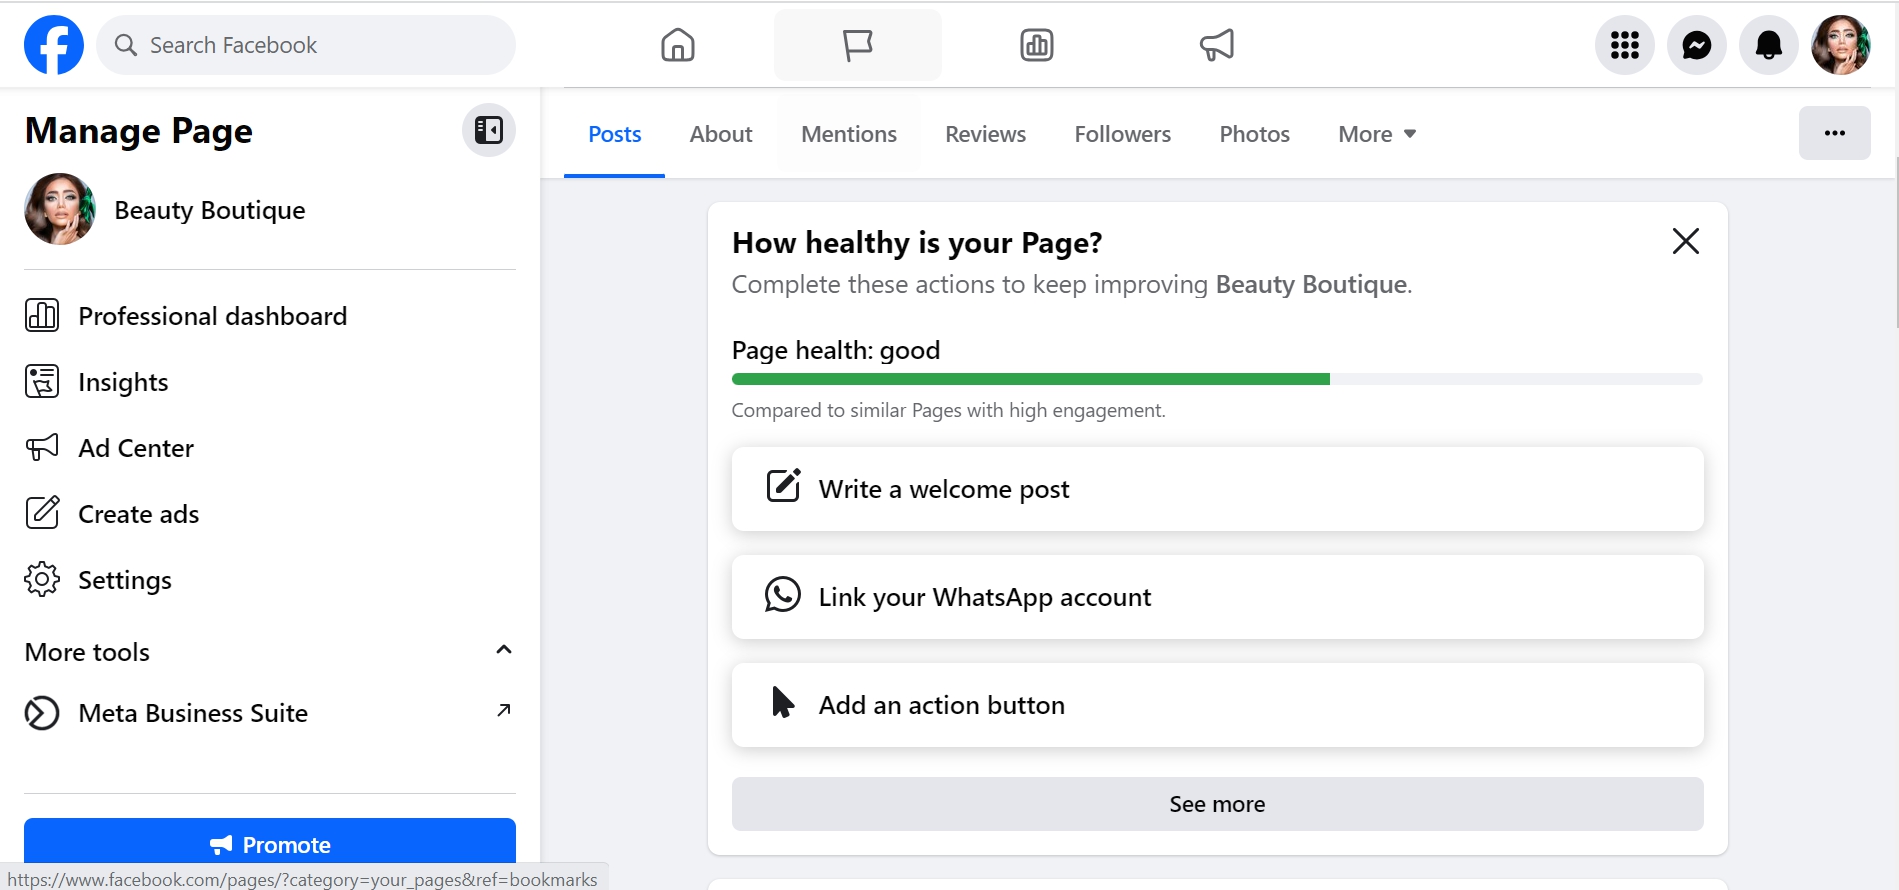 Search Facebook
Manage Page
Beauty Boutique
Professional dashboard
Insights
Ad Center
Create ads
Settings
More tools
Meta Business Suite
Promote
https://www.facebook.com/pages/?category=your_pages&ref=bookmarks
Posts About Mentions Reviews Followers Photos More
How healthy is your Page?
Complete these actions to keep improving Beauty Boutique.
Page health: good
Compared to similar Pages with high engagement.
Write a welcome post
Link your WhatsApp account
Add an action button
See more